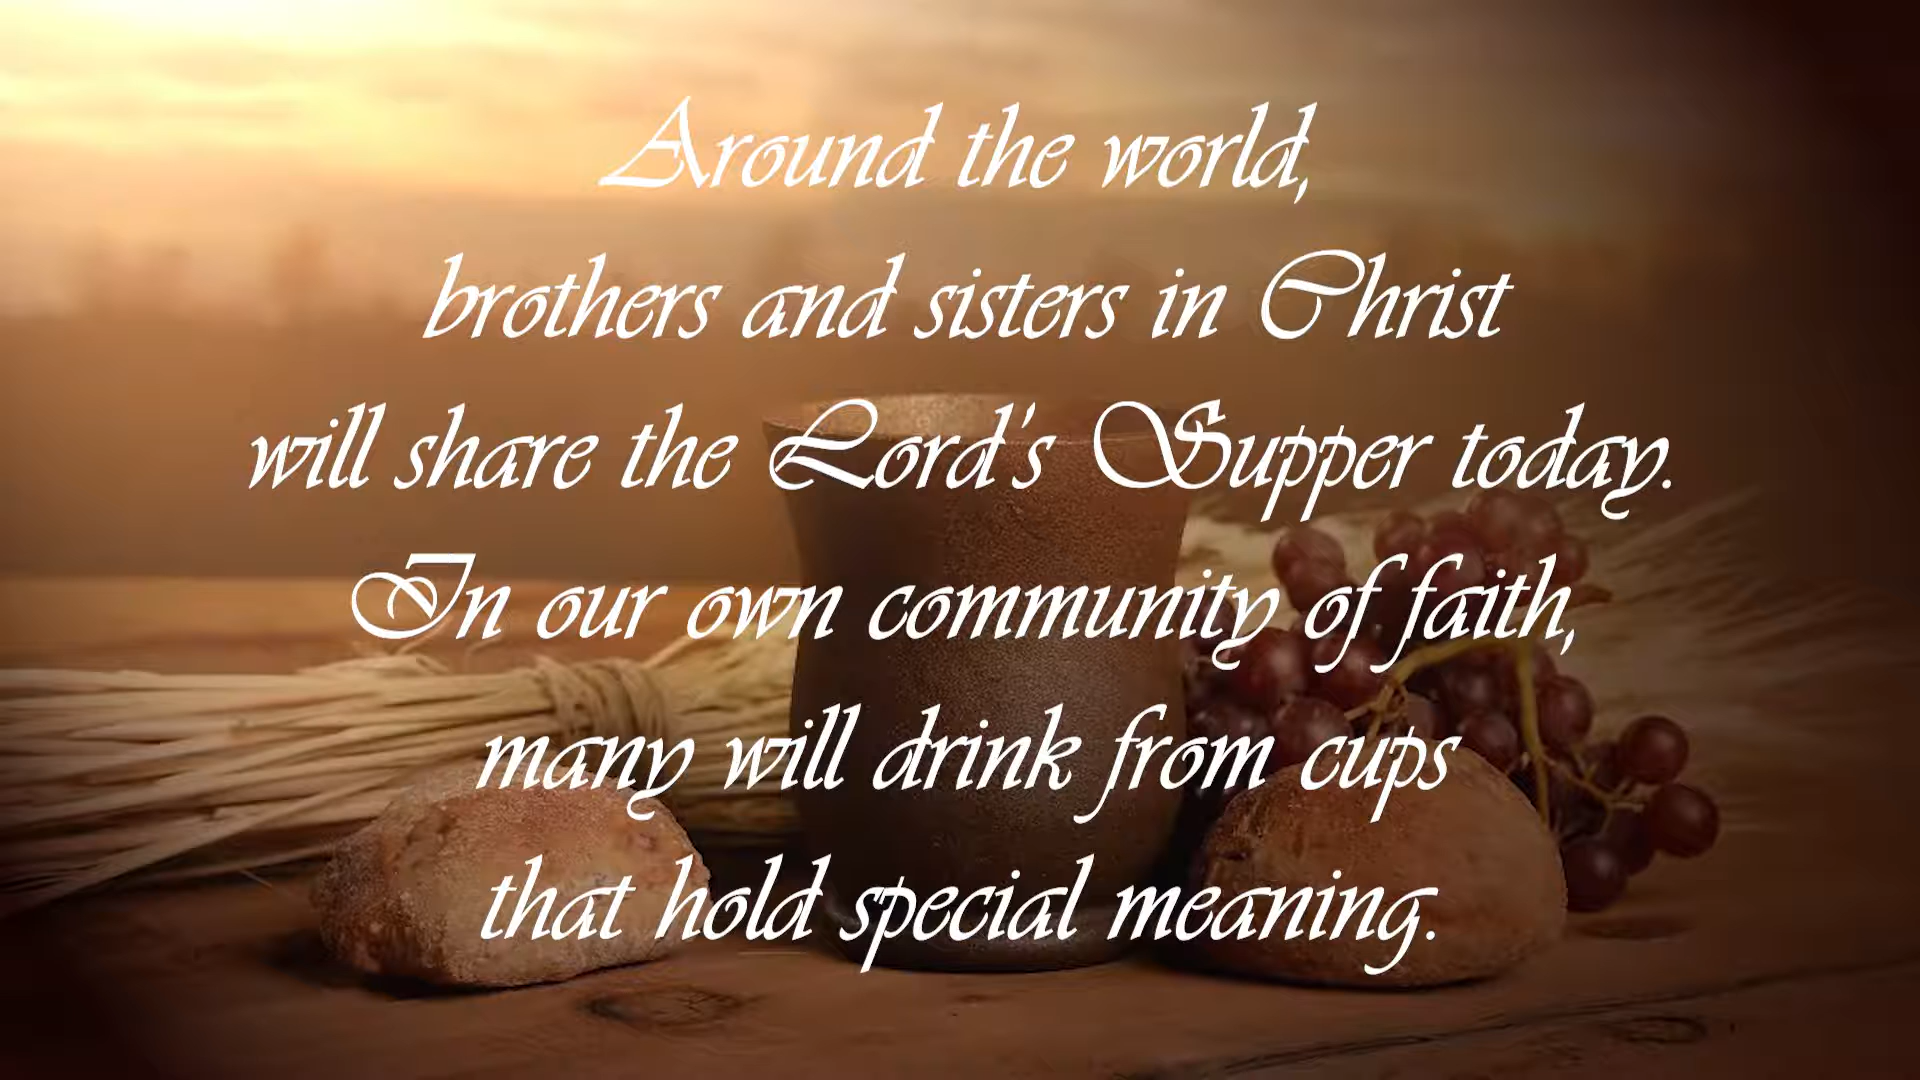 Around the world,
brothers and sisters in Christ
will share the Lord's Supper today.
In our own community of faith,
many will drink from cups
that hold special meaning.